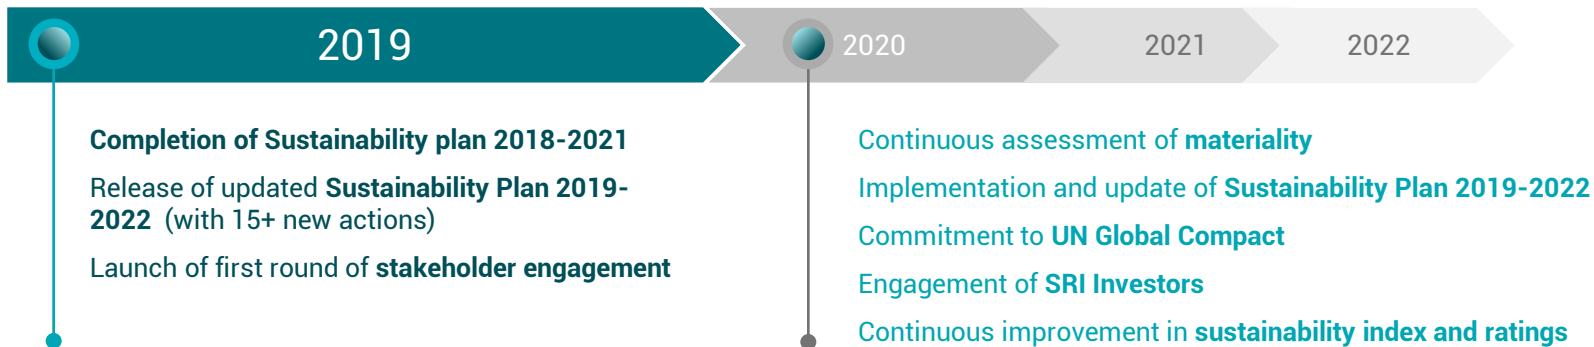 2019
2020
2021
2022
Completion of Sustainability plan 2018-2021
Release of updated Sustainability Plan 2019-
2022 (with 15+ new actions)
Launch of first round of stakeholder engagement
Continuous assessment of materiality
Implementation and update of Sustainability Plan 2019-2022
Commitment to UN Global Compact
Engagement of SRI Investors
Continuous improvement in sustainability index and ratings